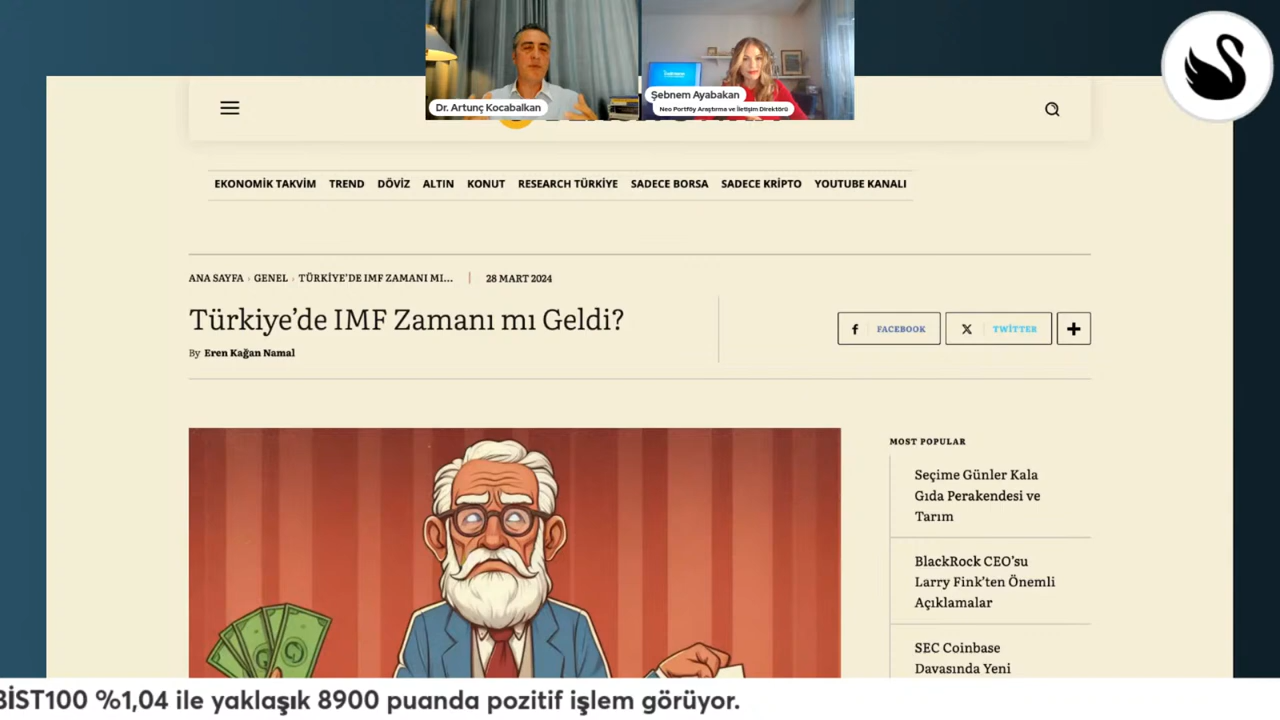 Dr. Artunç Kocabalkan
Şebnem Ayabakan
Neo Portföy Araştırma ve İletişim Direktörü
EKONOMİK TAKVİM TREND DÖVİZ ALTIN KONUT RESEARCH TÜRKİYE SADECE BORSA SADECE KRİPTO YOUTUBE KANALI
ANA SAYFA › GENEL › TÜRKİYE'DE IMF ZAMANI MI... | 28 MART 2024
Türkiye’de IMF Zamanı mı Geldi?
By Eren Kağan Namal
FACEBOOK
TWITTER
MOST POPULAR
Seçime Günler Kala
Gıda Perakendesi ve
Tarım
BlackRock CEO’su
Larry Fink’ten Önemli
Açıklamalar
SEC Coinbase
Davasında Yeni
BİST100 %1,04 ile yaklaşık 8900 puanda pozitif işlem görüyor.